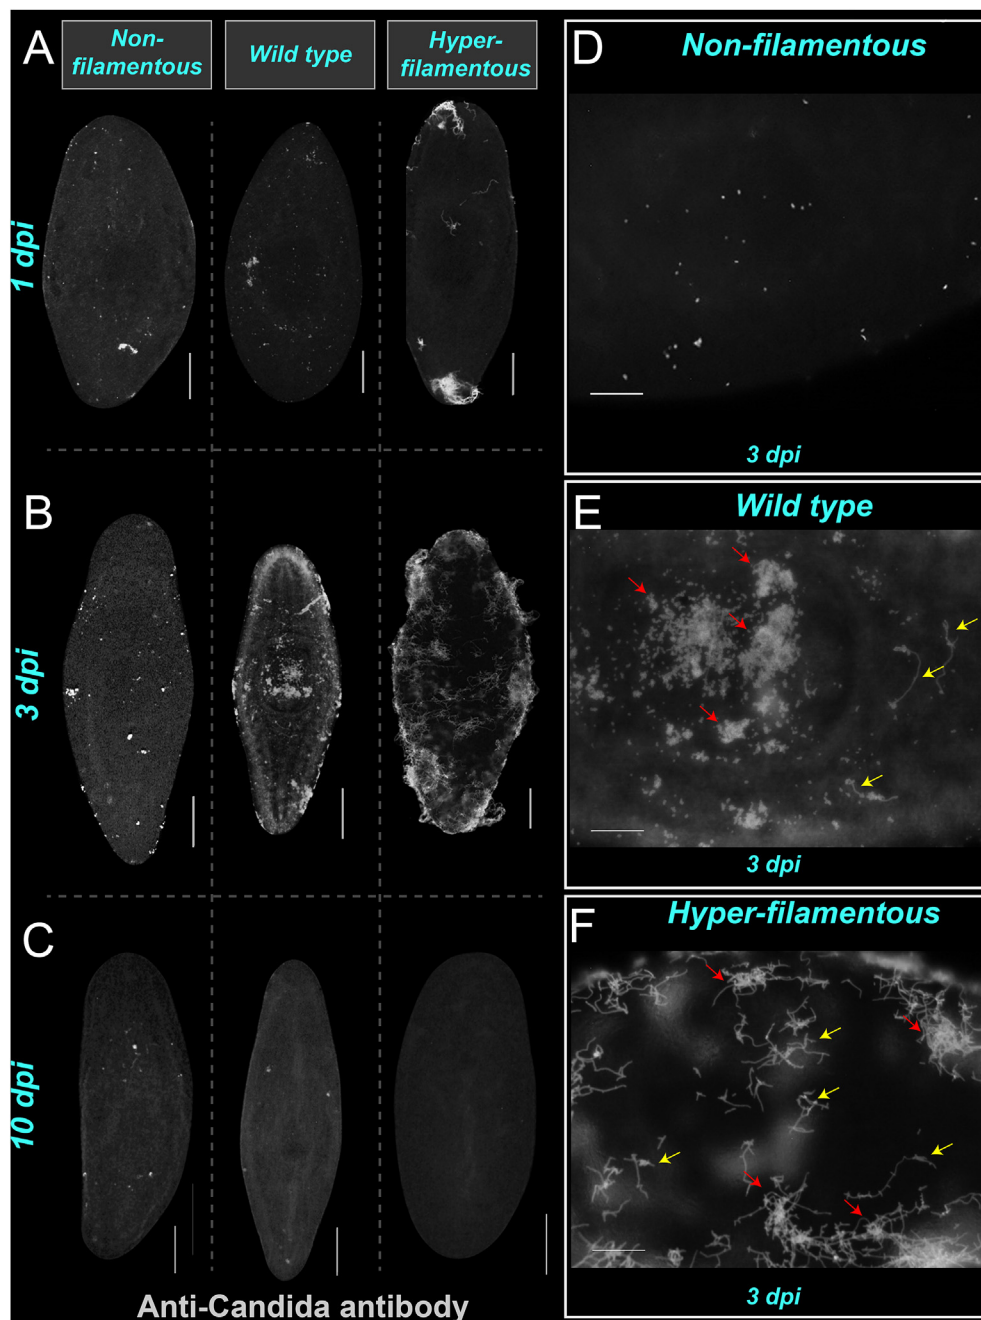 A
Non-
filamentous
Wild type
Hyper-
filamentous
1 dpi
B
3 dpi
C
10 dpi
Anti-Candida antibody
D
Non-filamentous
3 dpi
E
Wild type
3 dpi
F
Hyper-filamentous
3 dpi